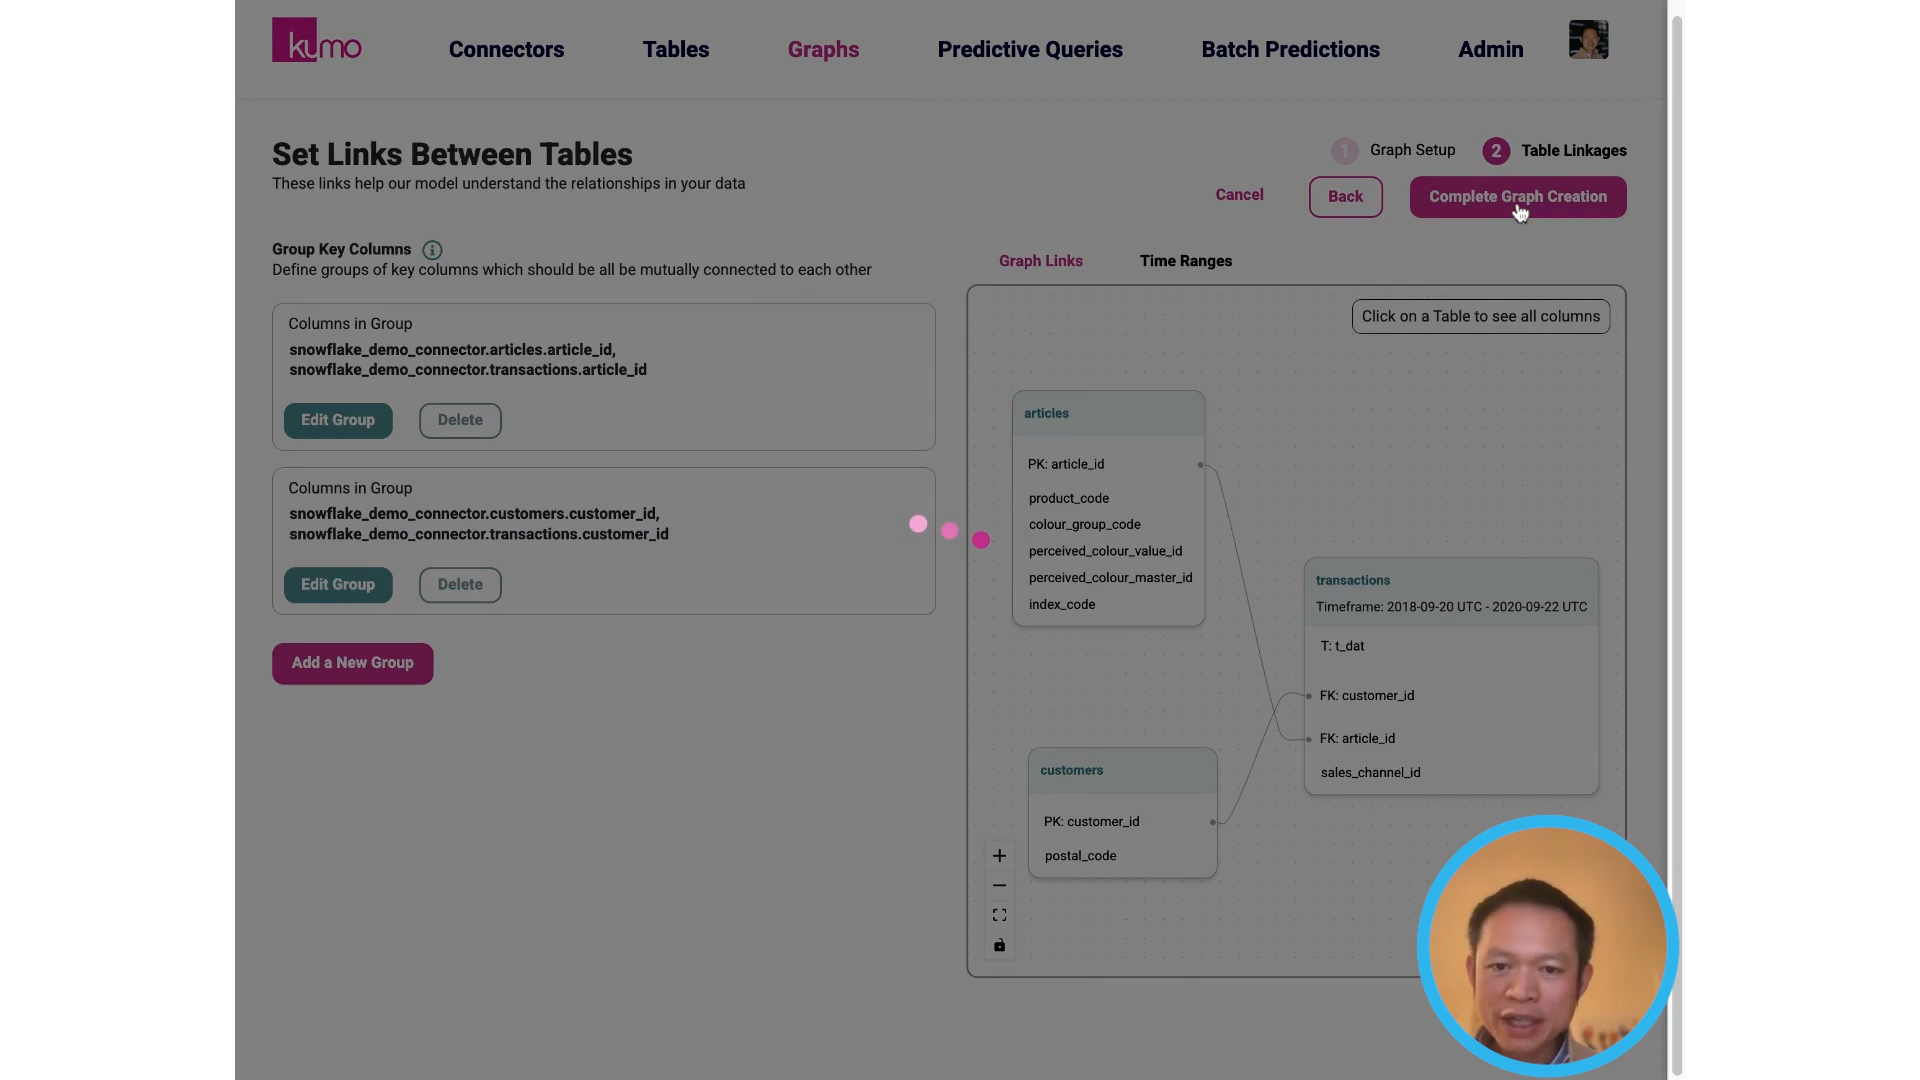 kumo
Connectors
Tables
Graphs
Predictive Queries
Batch Predictions
Admin
Set Links Between Tables
These links help our model understand the relationships in your data
1 Graph Setup
2 Table Linkages
Cancel
Back
Complete Graph Creation
Group Key Columns
Define groups of key columns which should be all be mutually connected to each other
Columns in Group
snowflake_demo_connector.articles.article_id,
snowflake_demo_connector.transactions.article_id
Edit Group
Delete
Columns in Group
snowflake_demo_connector.customers.customer_id,
snowflake_demo_connector.transactions.customer_id
Edit Group
Delete
Add a New Group
Graph Links
Time Ranges
Click on a Table to see all columns
articles
PK: article_id
product_code
colour_group_code
perceived_colour_value_id
perceived_colour_master_id
index_code
transactions
Timeframe: 2018-09-20 UTC - 2020-09-22 UTC
T: t_dat
FK: customer_id
FK: article_id
sales_channel_id
customers
PK: customer_id
postal_code